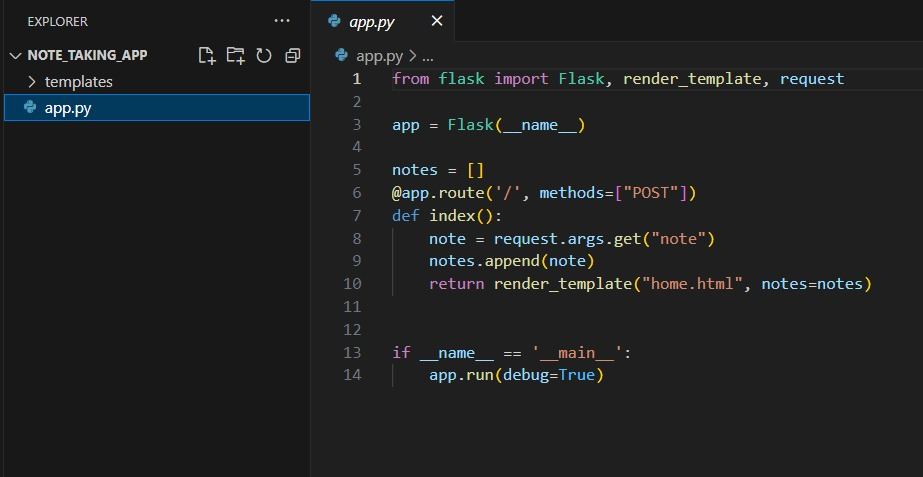 EXPLORER
...
NOTE_TAKING_APP
templates
app.py
app.py
app.py > ...
1 from flask import Flask, render_template, request
2
3 app = Flask(__name__)
4
5 notes = []
6 @app.route('/', methods=["POST"])
7 def index():
8     note = request.args.get("note")
9     notes.append(note)
10     return render_template("home.html", notes=notes)
11
12
13 if __name__ == '__main__':
14     app.run(debug=True)